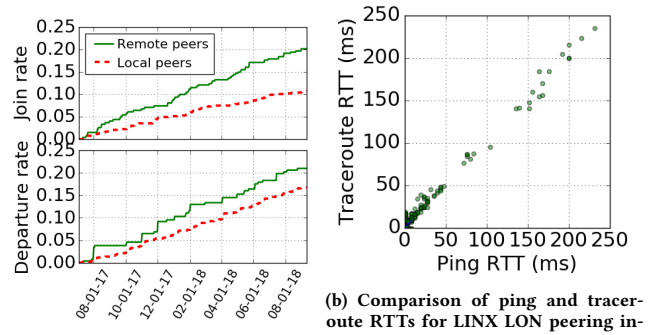 0.25
0.20
0.15
0.10
0.05
0.00
Join rate
Remote peers
Local peers
0.25
0.20
0.15
0.10
0.05
0.00
Departure rate
08-01-17
10-01-17
12-01-17
02-01-18
04-01-18
06-01-18
08-01-18
250
200
150
100
50
0
Traceroute RTT (ms)
0 50 100 150 200 250
Ping RTT (ms)
(b) Comparison of ping and tracer-
oute RTTs for LINX LON peering in-